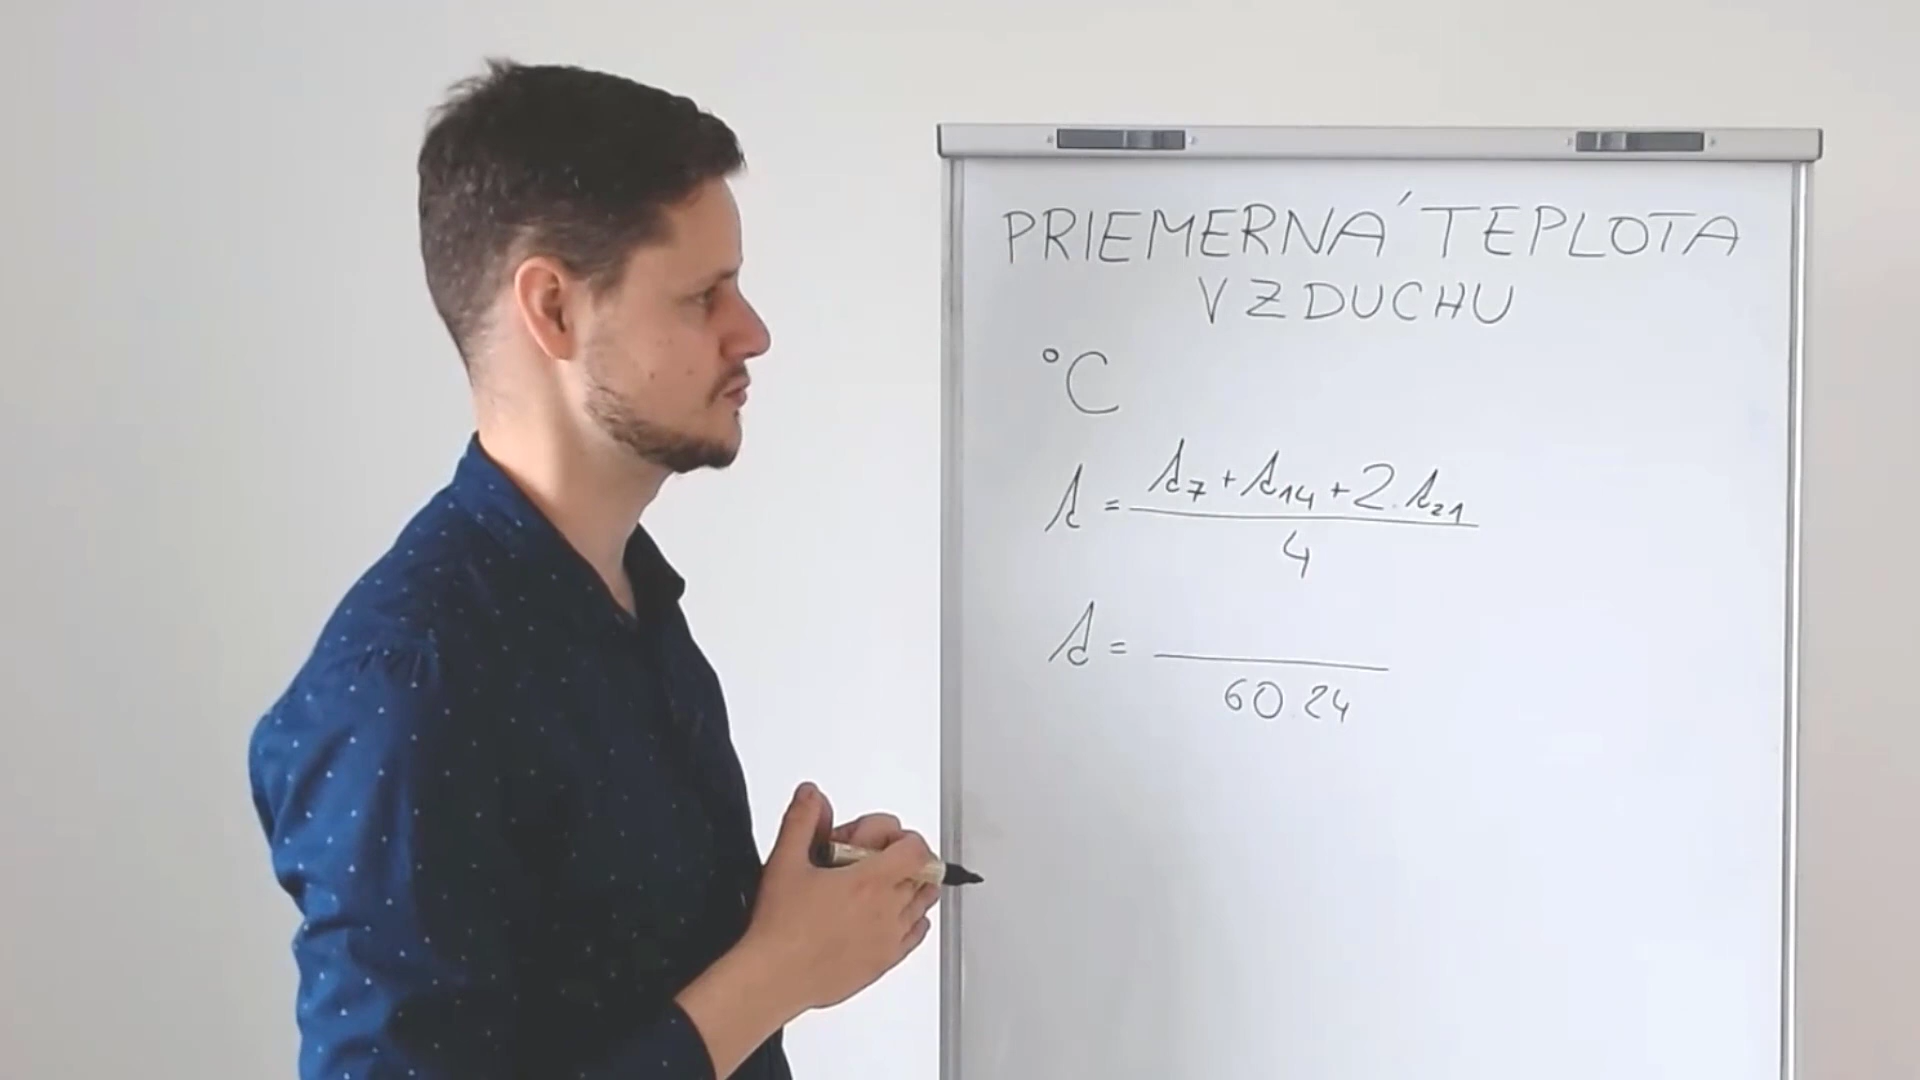 PRIEMERNÁ TEPLOTA
VZDUCHU
°C
t = t₇ + t₁₄ + 2 . t₂₁
4
t =
60 . 24